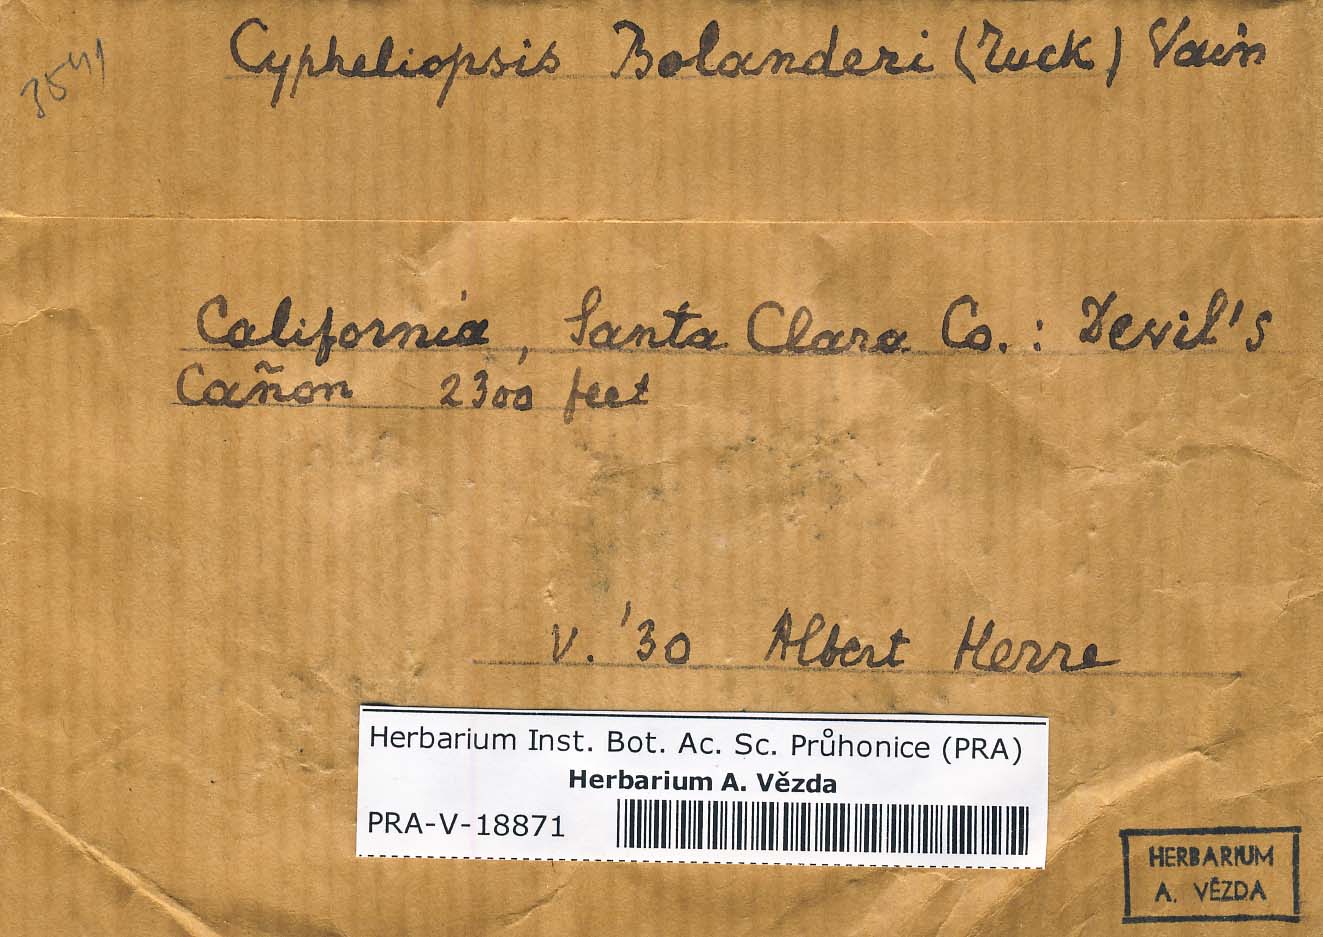 3541
Cypheliopsis Bolanderi (Tuck) Vain
California, Santa Clara Co.: Devil's
Cañon 2300 feet
V. '30 Albert Herre
Herbarium Inst. Bot. Ac. Sc. Průhonice (PRA)
Herbarium A. Vězda
PRA-V-18871
HERBARIUM
A. VĚZDA